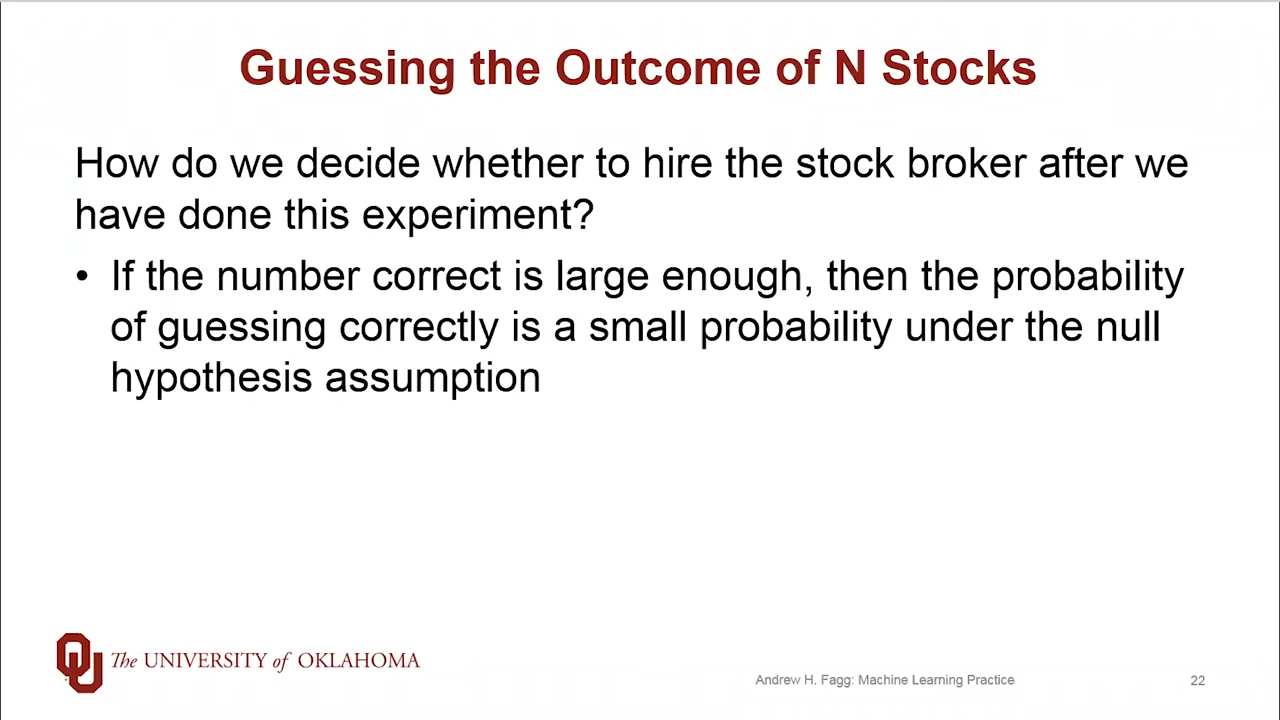 Guessing the Outcome of N Stocks
How do we decide whether to hire the stock broker after we
have done this experiment?
• If the number correct is large enough, then the probability
of guessing correctly is a small probability under the null
hypothesis assumption
The UNIVERSITY of OKLAHOMA
Andrew H. Fagg: Machine Learning Practice
22